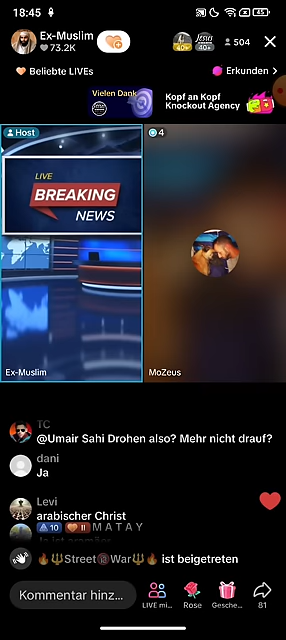 18:45
45
Ex-Muslim
73.2K
40+
JESUS
40+
504
Beliebte LIVEs
Erkunden
Vielen Dank
Kopf an Kopf
Knockout Agency
Host
4
LIVE
BREAKING
NEWS
Ex-Muslim
MoZeus
TC
@Umair Sahi Drohen also? Mehr nicht drauf?
dani
Ja
Levi
arabischer Christ
10 II M A T A Y
🔥🔱Street🔞War🔱🔥 ist beigetreten
Kommentar hinz...
LIVE mi...
Rose
Gesche...
81